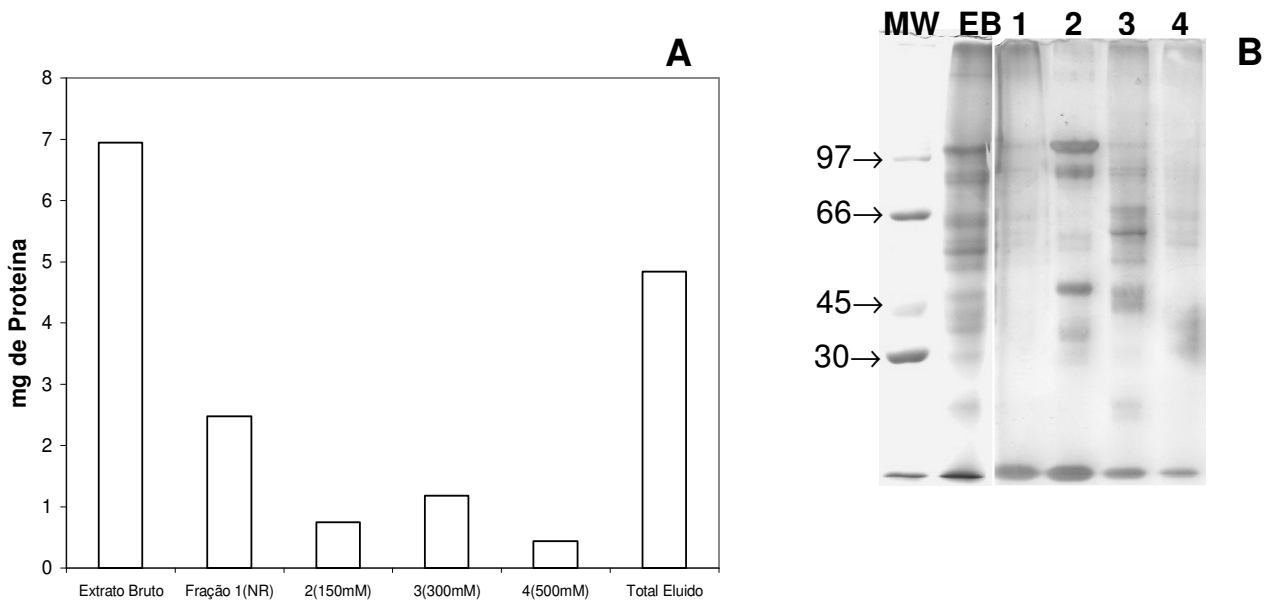 A
8
7
6
5
4
3
2
1
0
mg de Proteína
Extrato Bruto
Fração 1(NR)
2(150mM)
3(300mM)
4(500mM)
Total Eluido
MW EB 1 2 3 4
B
97→
66→
45→
30→